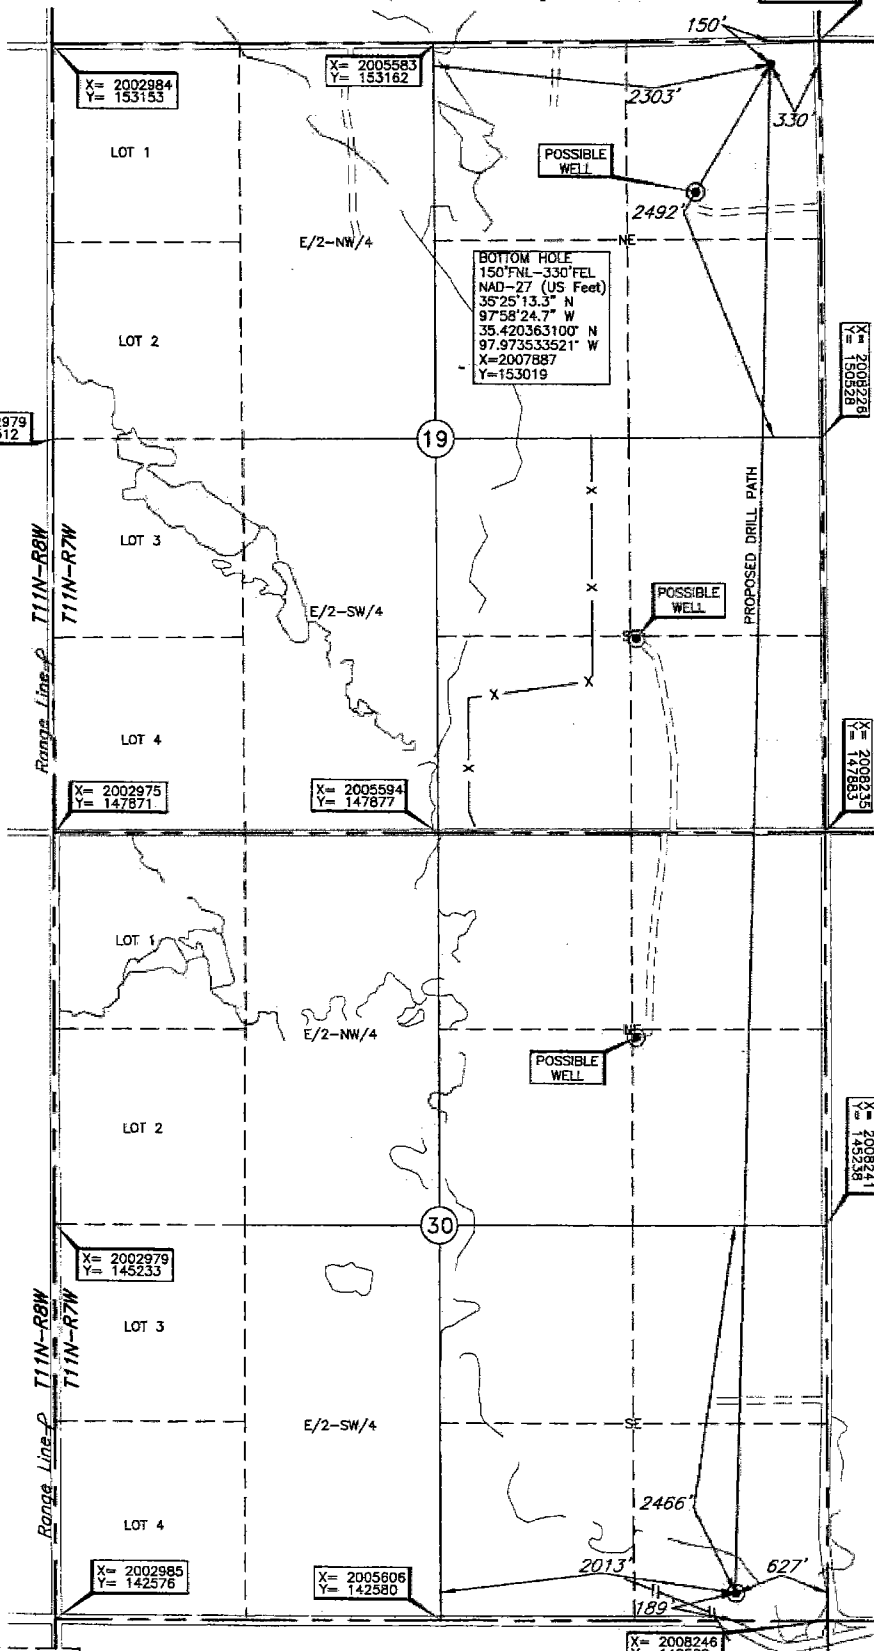 150'
X= 2002984
Y= 153153
X= 2005583
Y= 153162
2303'
330'
LOT 1
POSSIBLE
WELL
2492'
E/2-NW/4
NE
BOTTOM HOLE
150'FNL-330'FEL
NAD-27 (US Feet)
35°25'13.3" N
97°58'24.7" W
35.420363100° N
97.973533521° W
X=2007887
Y=153019
LOT 2
X= 2008226
Y= 150528
19
PROPOSED DRILL PATH
LOT 3
T11N-R8W
T11N-R7W
Range Line
POSSIBLE
WELL
E/2-SW/4
X
X
X
X
X
LOT 4
X= 2002975
Y= 147871
X= 2005594
Y= 147877
X= 2008235
Y= 147883
LOT 1
E/2-NW/4
NE
POSSIBLE
WELL
LOT 2
X= 2008241
Y= 145238
30
X= 2002979
Y= 145233
LOT 3
T11N-R8W
T11N-R7W
Range Line
E/2-SW/4
SE
LOT 4
2466'
2013'
627'
X= 2002985
Y= 142576
X= 2005606
Y= 142580
189
X= 2008246